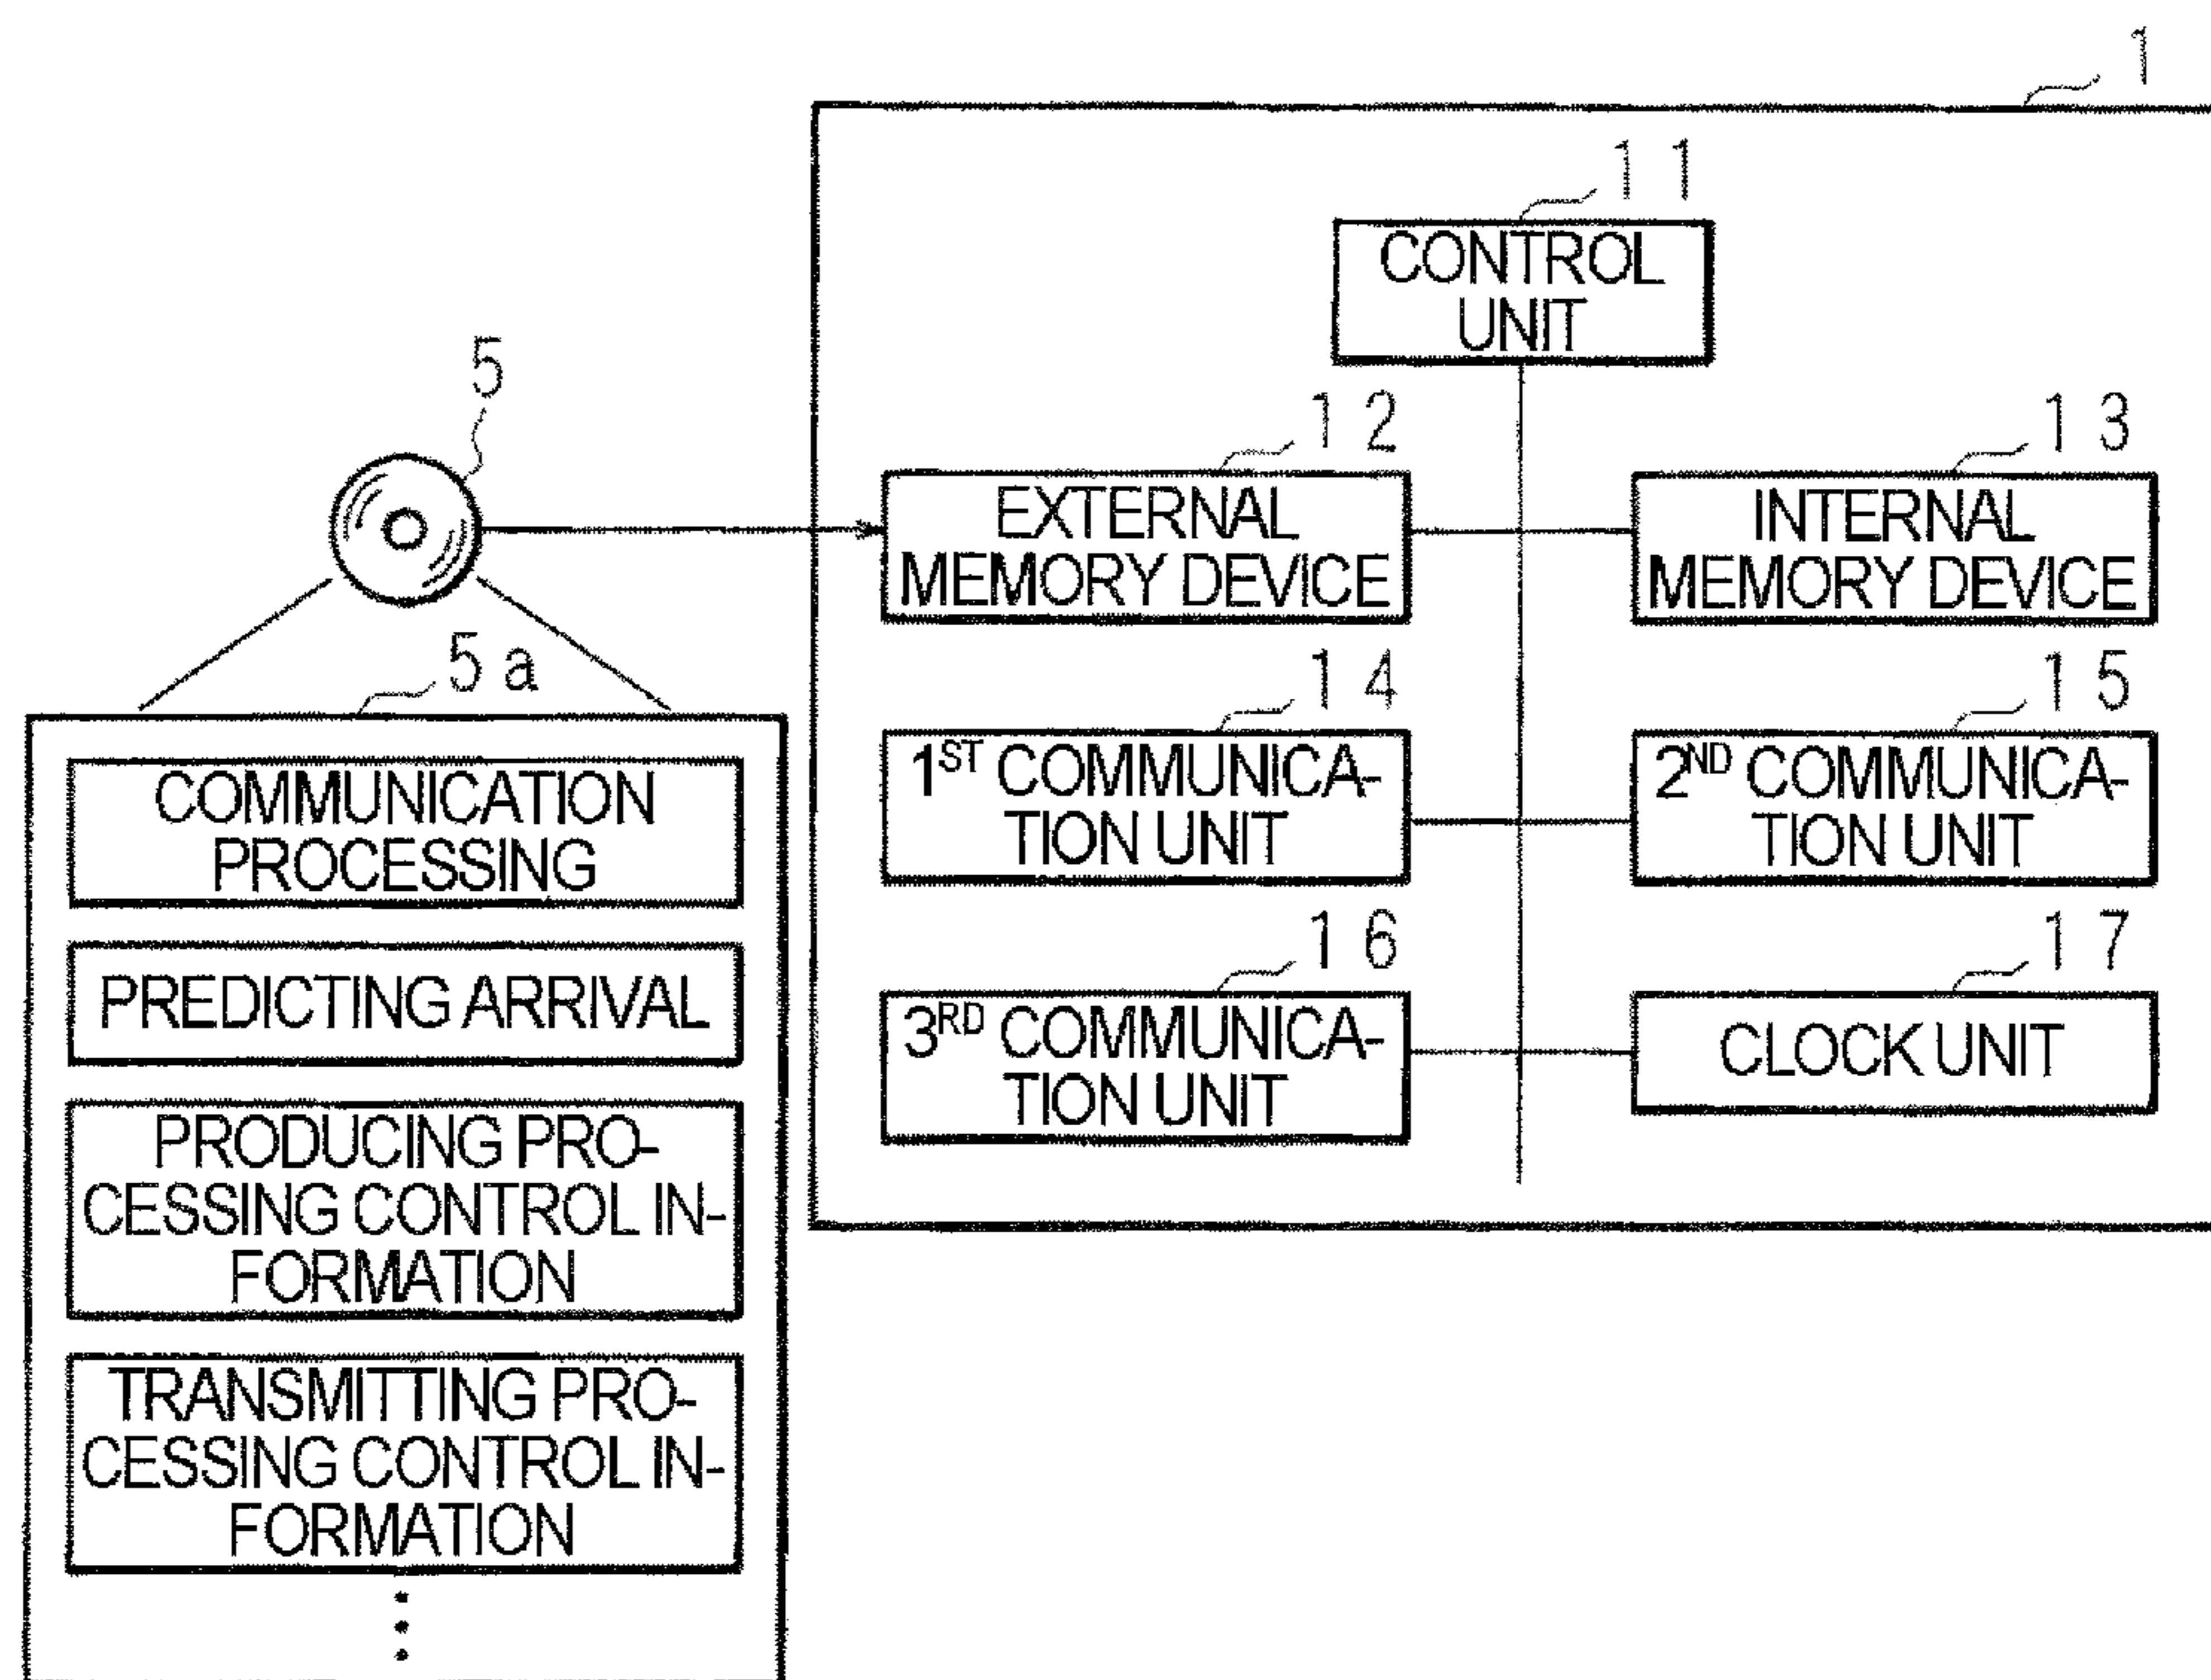 1
11
CONTROL
UNIT
5
12
EXTERNAL
MEMORY DEVICE
13
INTERNAL
MEMORY DEVICE
5a
14
1ST COMMUNICA-
TION UNIT
15
2ND COMMUNICA-
TION UNIT
16
3RD COMMUNICA-
TION UNIT
17
CLOCK UNIT
COMMUNICATION
PROCESSING
PREDICTING ARRIVAL
PRODUCING PRO-
CESSING CONTROL IN-
FORMATION
TRANSMITTING PRO-
CESSING CONTROL IN-
FORMATION